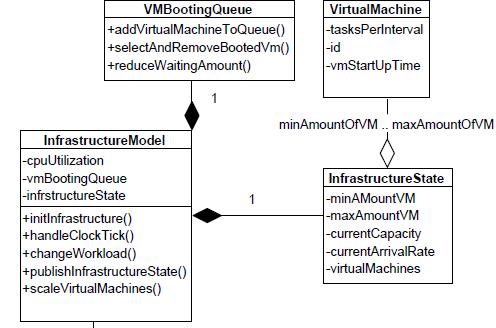 VMBootingQueue
+addVirtualMachineToQueue()
+selectAndRemoveBootedVm()
+reduceWaitingAmount()
VirtualMachine
-tasksPerInterval
-id
-vmStartUpTime
1
minAmountOfVM .. maxAmountOfVM
InfrastructureModel
-cpuUtilization
-vmBootingQueue
-infrstructureState
+initInfrastructure()
+handleClockTick()
+changeWorkload()
+publishInfrastructureState()
+scaleVirtualMachines()
1
InfrastructureState
-minAMountVM
-maxAmountVM
-currentCapacity
-currentArrivalRate
-virtualMachines